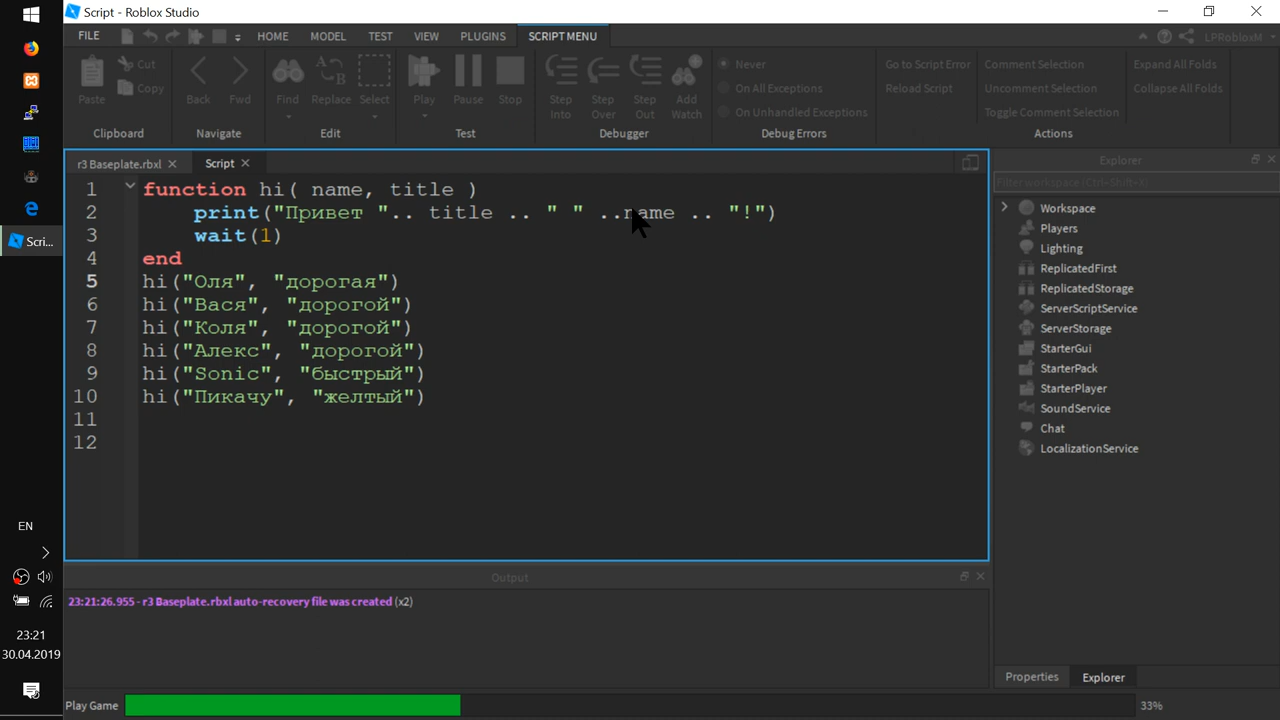 Script - Roblox Studio
FILE HOME MODEL TEST VIEW PLUGINS SCRIPT MENU LPRobloxM
Paste Cut Copy Back Fwd Find Replace Select Play Pause Stop Step Into Step Over Step Out Add Watch Never On All Exceptions On Unhandled Exceptions Go to Script Error Reload Script Comment Selection Uncomment Selection Toggle Comment Selection Expand All Folds Collapse All Folds
Clipboard Navigate Edit Test Debugger Debug Errors Actions
r3 Baseplate.rbxl Script
1 function hi( name, title )
2 print("Привет ".. title .. " " ..name .. "!")
3 wait(1)
4 end
5 hi("Оля", "дорогая")
6 hi("Вася", "дорогой")
7 hi("Коля", "дорогой")
8 hi("Алекс", "дорогой")
9 hi("Sonic", "быстрый")
10 hi("Пикачу", "желтый")
11
12
Explorer
Filter workspace (Ctrl+Shift+X)
Workspace
Players
Lighting
ReplicatedFirst
ReplicatedStorage
ServerScriptService
ServerStorage
StarterGui
StarterPack
StarterPlayer
SoundService
Chat
LocalizationService
Output
23:21:26.955 - r3 Baseplate.rbxl auto-recovery file was created (x2)
Properties Explorer
Play Game 33%
Scri...
EN
23:21
30.04.2019